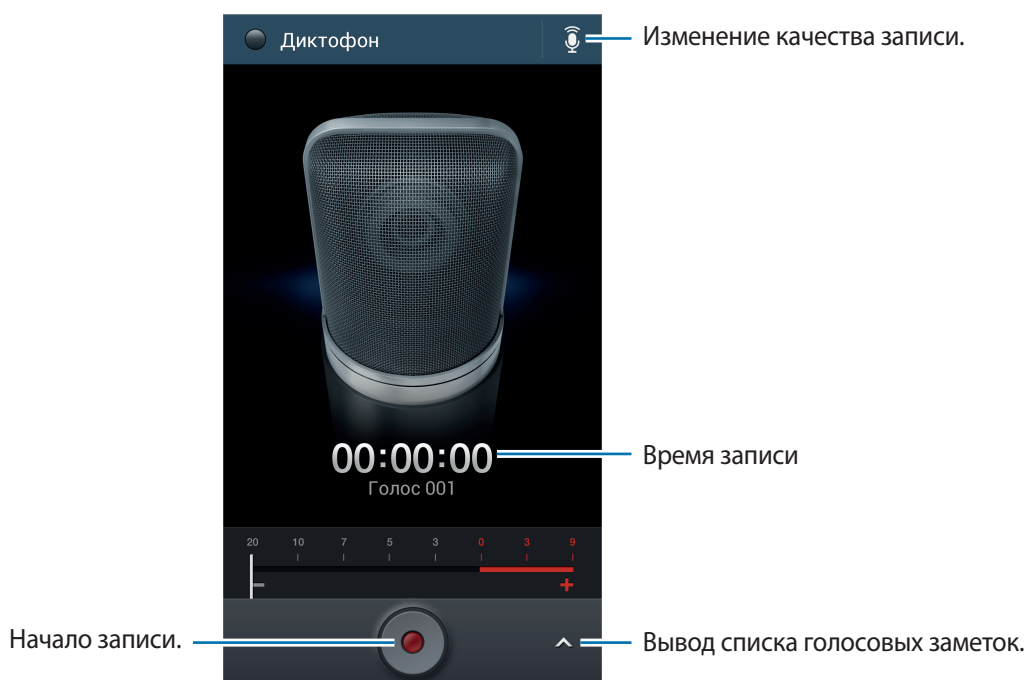 Диктофон
Изменение качества записи.
00:00:00
Время записи
Голос 001
20 10 7 5 3 0 3 9
− +
Начало записи.
Вывод списка голосовых заметок.